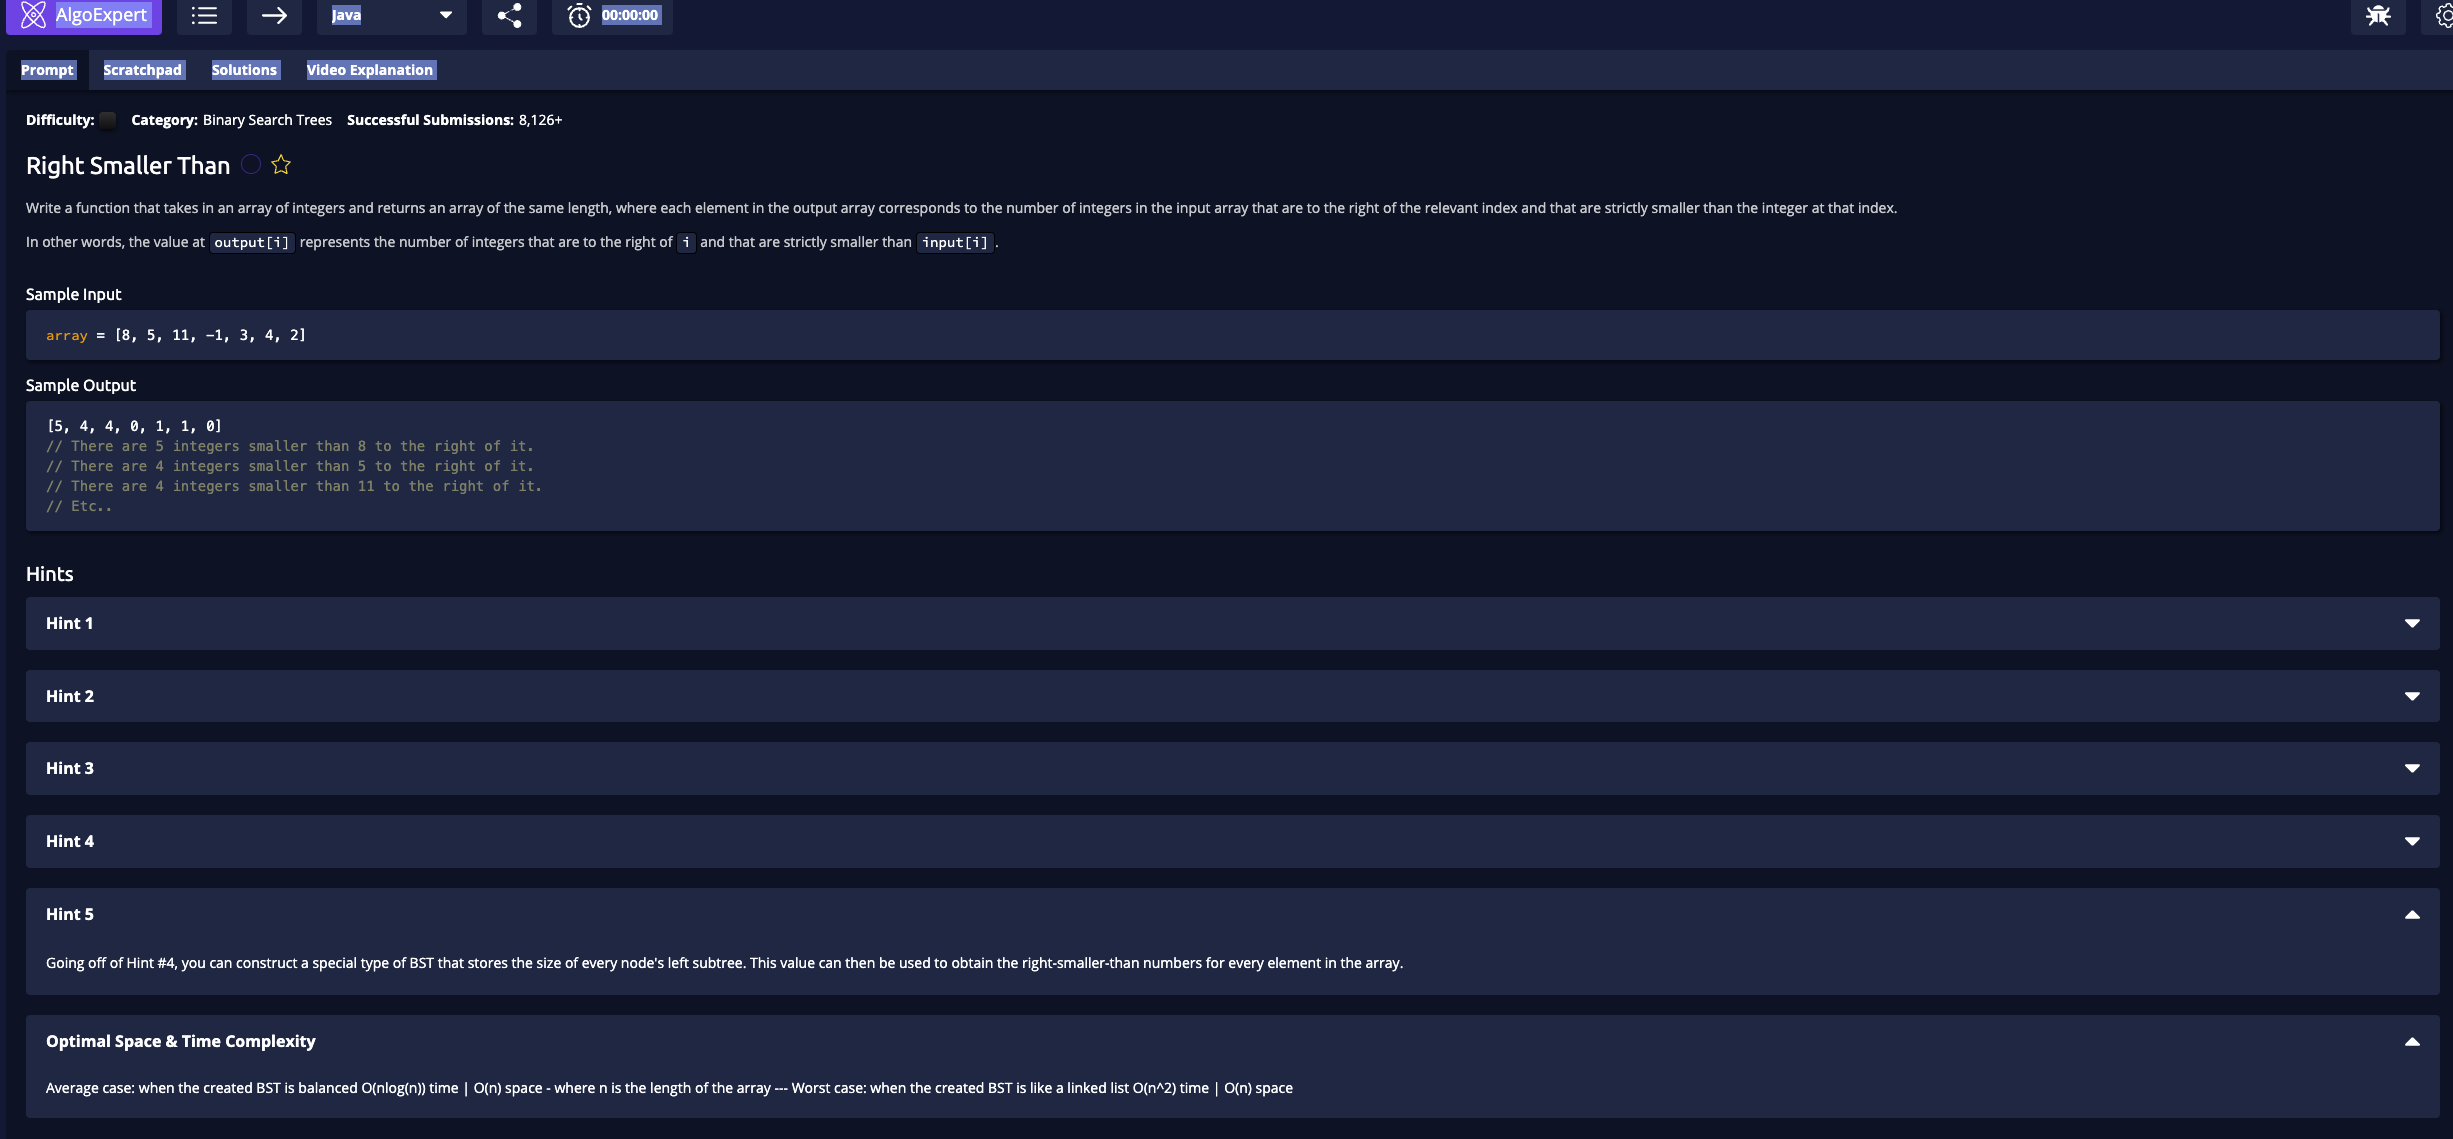 AlgoExpert Java 00:00:00
Prompt Scratchpad Solutions Video Explanation
Difficulty: Category: Binary Search Trees Successful Submissions: 8,126+
Right Smaller Than
Write a function that takes in an array of integers and returns an array of the same length, where each element in the output array corresponds to the number of integers in the input array that are to the right of the relevant index and that are strictly smaller than the integer at that index.
In other words, the value at output[i] represents the number of integers that are to the right of i and that are strictly smaller than input[i].
Sample Input
array = [8, 5, 11, -1, 3, 4, 2]
Sample Output
[5, 4, 4, 0, 1, 1, 0]
// There are 5 integers smaller than 8 to the right of it.
// There are 4 integers smaller than 5 to the right of it.
// There are 4 integers smaller than 11 to the right of it.
// Etc..
Hints
Hint 1
Hint 2
Hint 3
Hint 4
Hint 5
Going off of Hint #4, you can construct a special type of BST that stores the size of every node's left subtree. This value can then be used to obtain the right-smaller-than numbers for every element in the array.
Optimal Space & Time Complexity
Average case: when the created BST is balanced O(nlog(n)) time | O(n) space - where n is the length of the array --- Worst case: when the created BST is like a linked list O(n^2) time | O(n) space